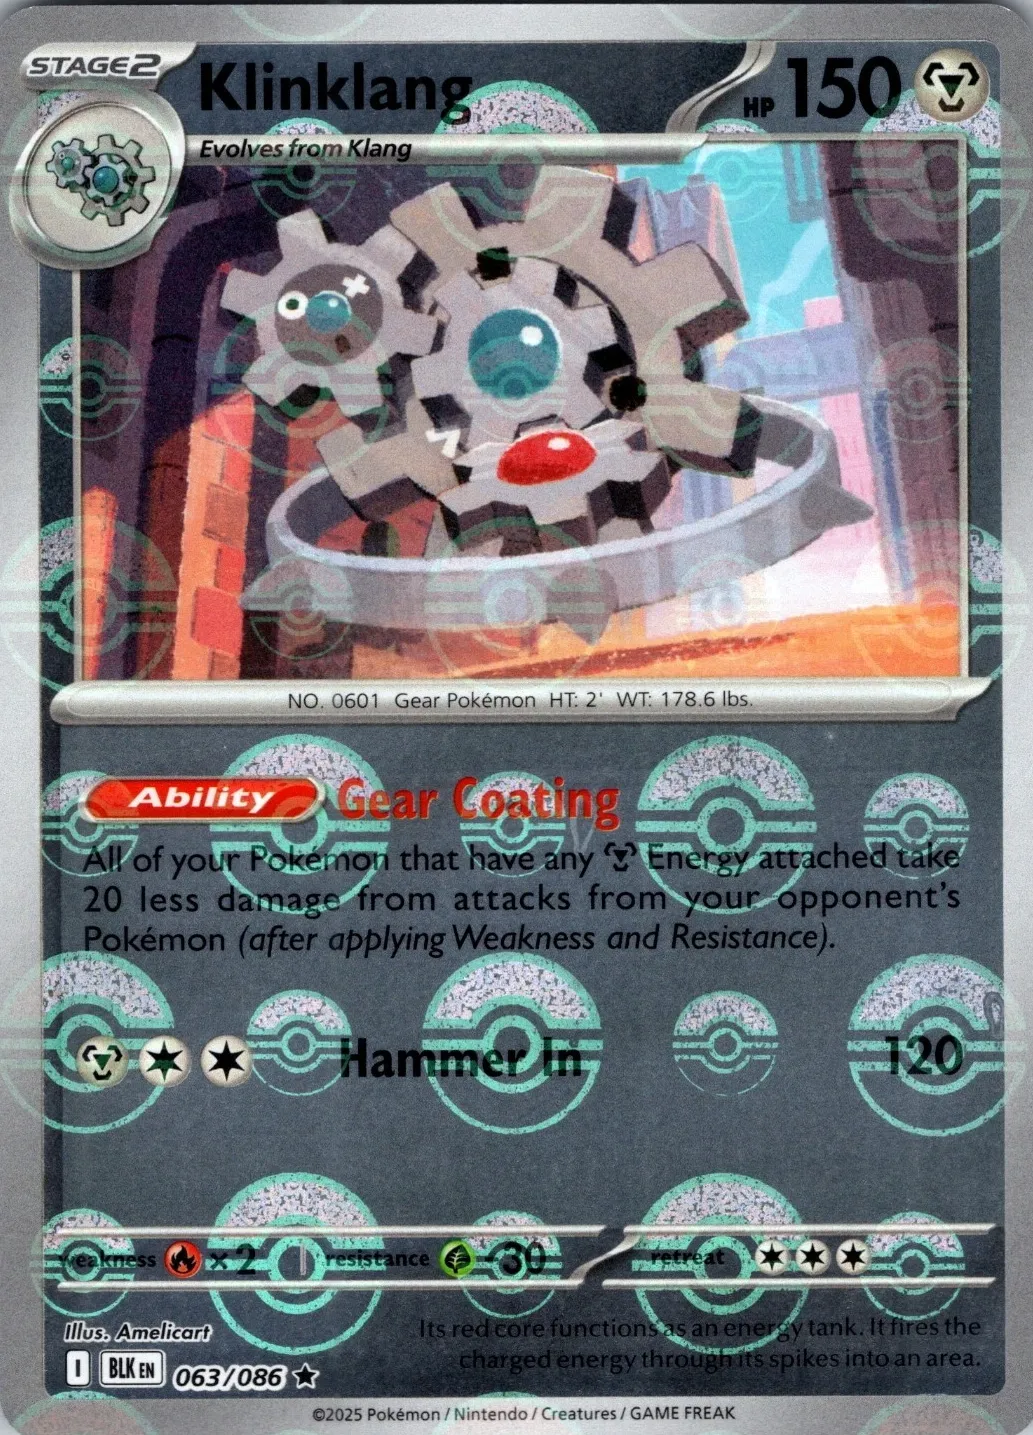 STAGE2
Klinklang
HP 150
Evolves from Klang
NO. 0601 Gear Pokémon HT: 2' WT: 178.6 lbs.
Ability Gear Coating
All of your Pokémon that have any Energy attached take
20 less damage from attacks from your opponent's
Pokémon (after applying Weakness and Resistance).
Hammer In 120
weakness ×2 resistance -30 retreat
Illus. Amelicart
Its red core functions as an energy tank. It fires the
charged energy through its spikes into an area.
I BLK EN 063/086
©2025 Pokémon / Nintendo / Creatures / GAME FREAK